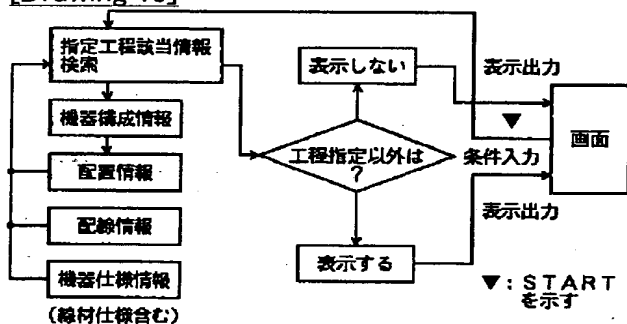 [Drawing 10]
指定工程該当情報
検索
機器構成情報
配置情報
配線情報
機器仕様情報
(線材仕様含む)
表示しない
工程指定以外は
?
表示する
表示出力
▼
条件入力
表示出力
画面
▼:START
を示す